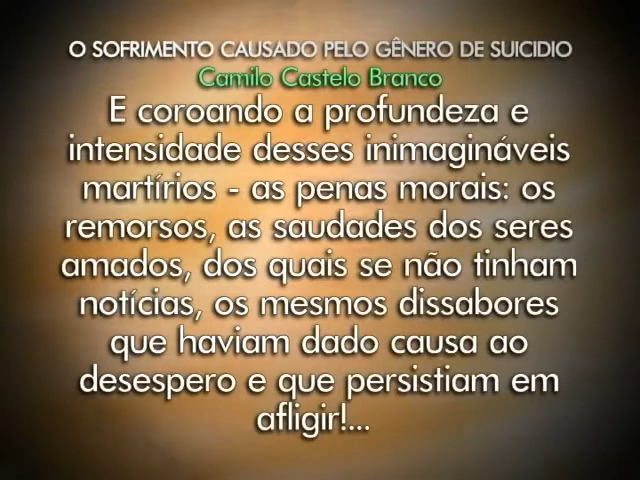 O SOFRIMENTO CAUSADO PELO GÊNERO DE SUICIDIO
Camilo Castelo Branco
E coroando a profundeza e
intensidade desses inimagináveis
martírios - as penas morais: os
remorsos, as saudades dos seres
amados, dos quais se não tinham
notícias, os mesmos dissabores
que haviam dado causa ao
desespero e que persistiam em
afligir!...